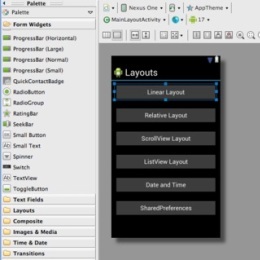 Palette
Palette
Form Widgets
ProgressBar (Horizontal)
ProgressBar (Large)
ProgressBar (Normal)
ProgressBar (Small)
QuickContactBadge
RadioButton
RadioGroup
RatingBar
SeekBar
Small Button
Small Text
Spinner
Switch
TextView
ToggleButton
Text Fields
Layouts
Composite
Images & Media
Time & Date
Transitions
Nexus One
AppTheme
MainLayoutActivity
17
Layouts
Linear Layout
Relative Layout
ScrollView Layout
ListView Layout
Date and Time
SharedPreferences